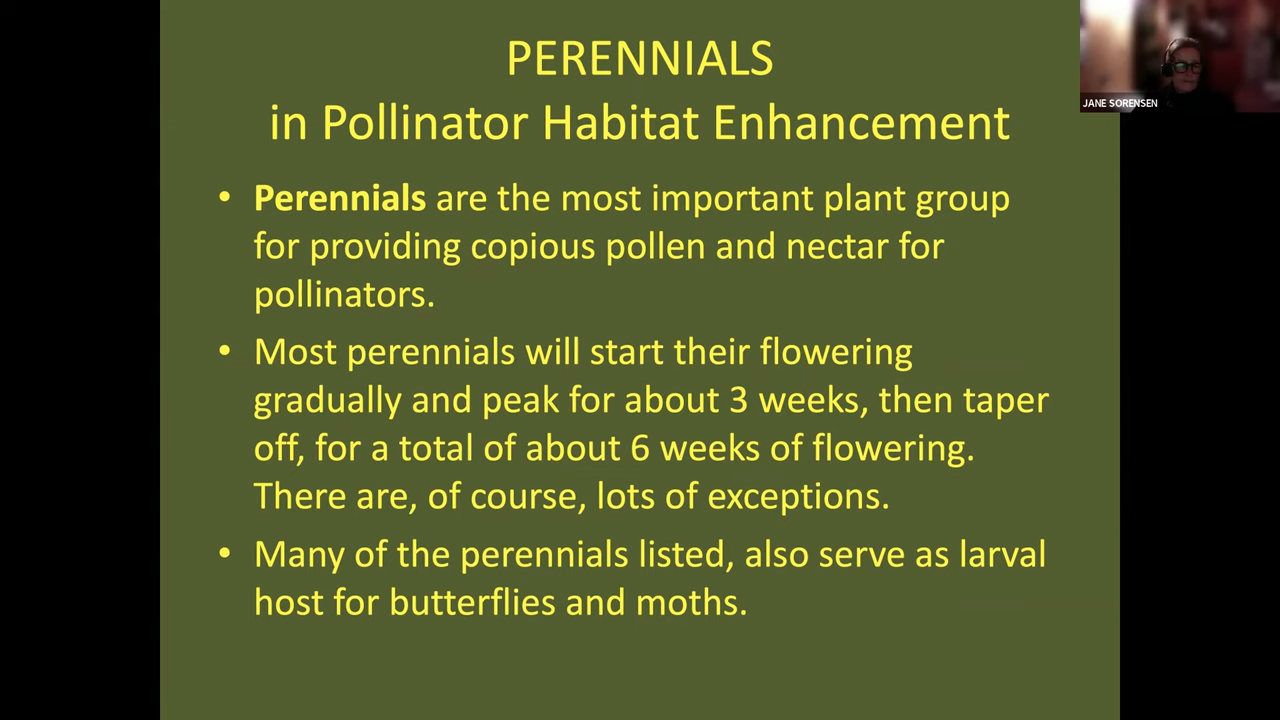 PERENNIALS
in Pollinator Habitat Enhancement
JANE SORENSEN
• Perennials are the most important plant group
for providing copious pollen and nectar for
pollinators.
• Most perennials will start their flowering
gradually and peak for about 3 weeks, then taper
off, for a total of about 6 weeks of flowering.
There are, of course, lots of exceptions.
• Many of the perennials listed, also serve as larval
host for butterflies and moths.